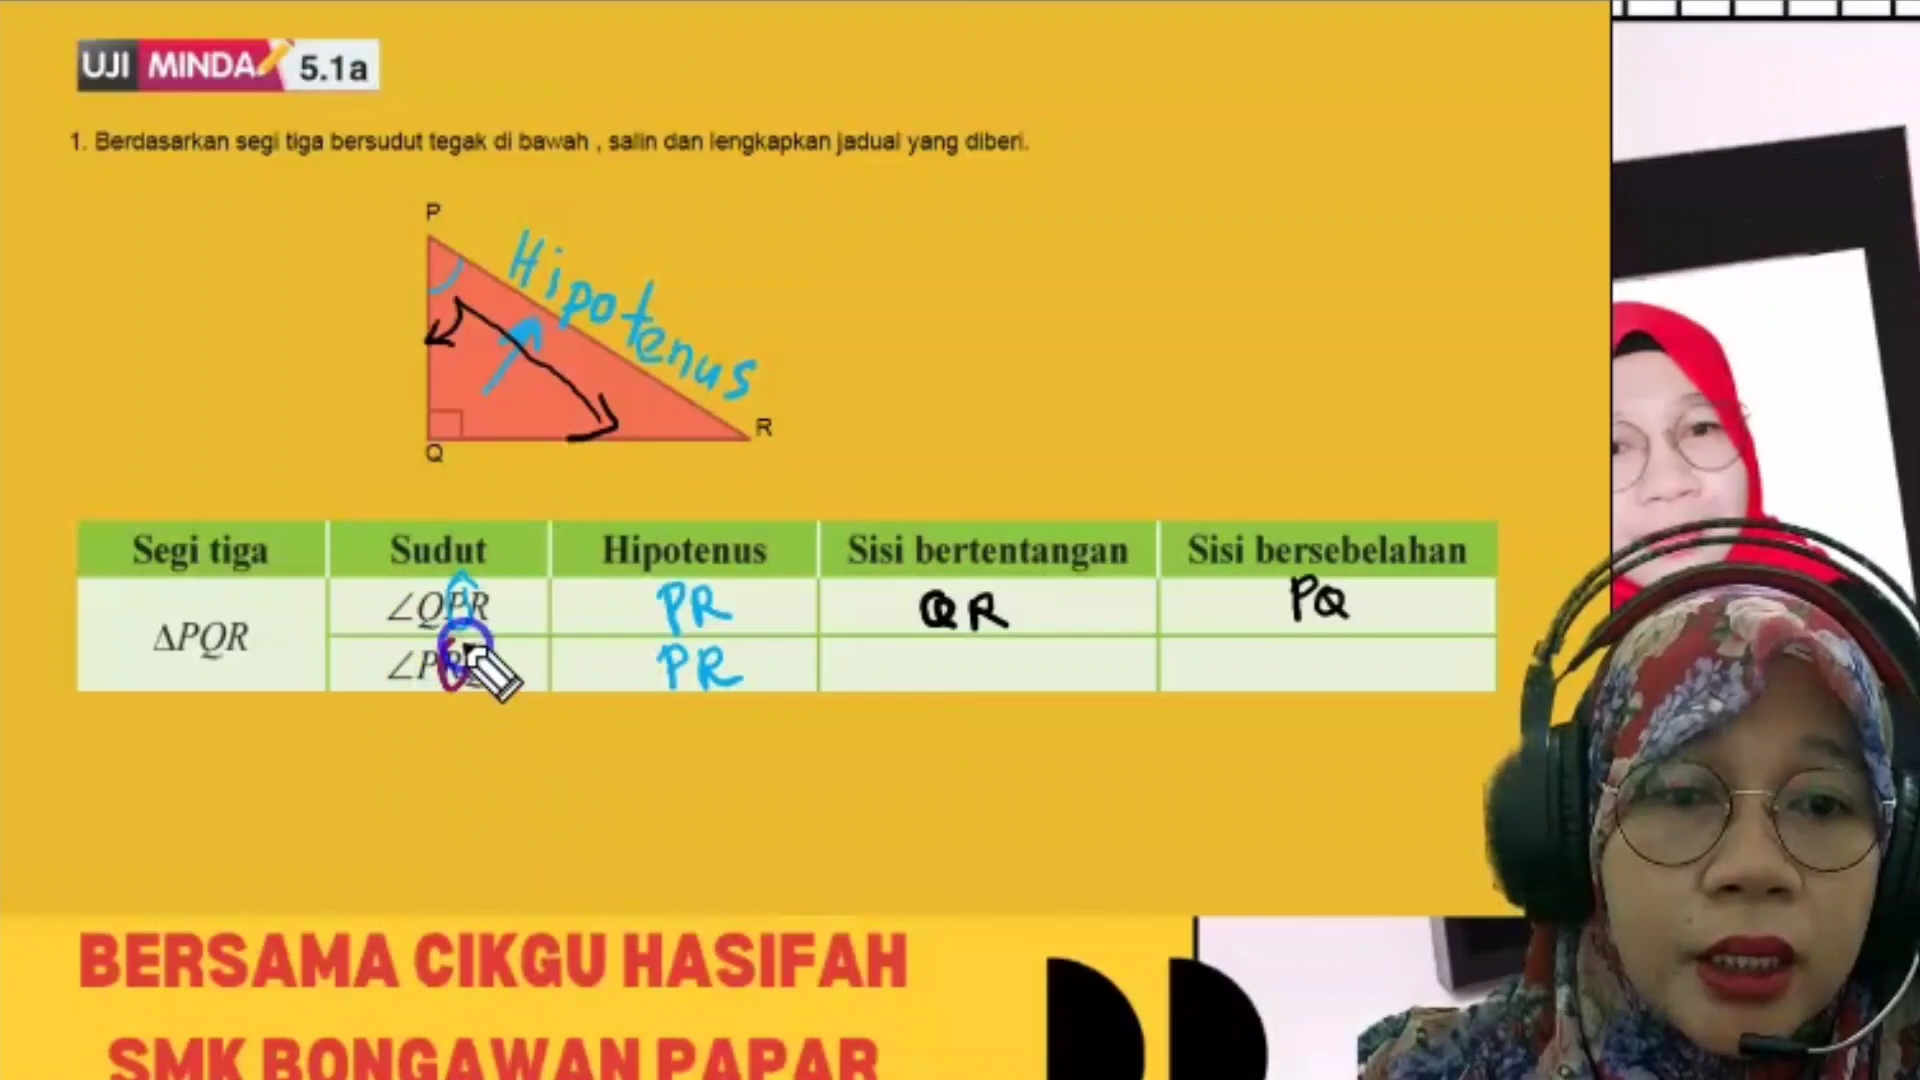 UJI MINDA 5.1a
1. Berdasarkan segi tiga bersudut tegak di bawah , salin dan lengkapkan jadual yang diberi.
P
Hipotenus
R
Q
Segi tiga Sudut Hipotenus Sisi bertentangan Sisi bersebelahan
∆PQR ∠QPR PR QR PQ
PR
BERSAMA CIKGU HASIFAH
SMK BONGAWAN PAPAR